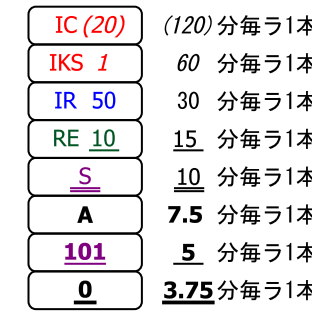 IC (20) (120) 分毎ラ1本
IKS 1 60 分毎ラ1本
IR 50 30 分毎ラ1本
RE 10 15 分毎ラ1本
S 10 分毎ラ1本
A 7.5 分毎ラ1本
101 5 分毎ラ1本
0 3.75 分毎ラ1本